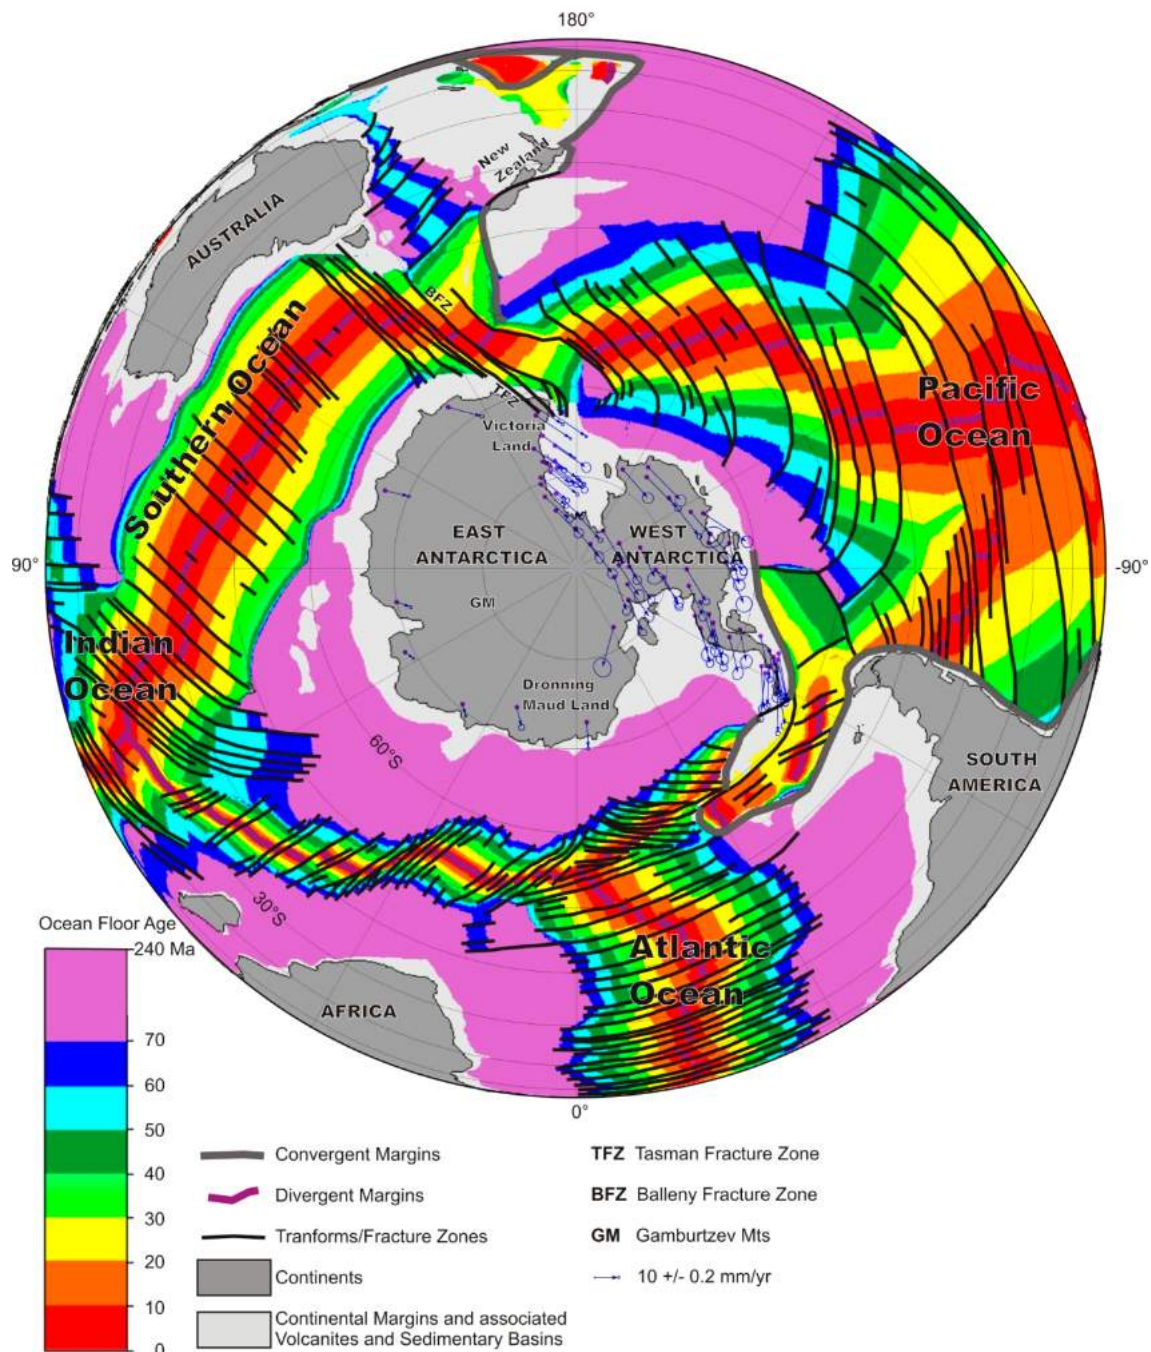 180°
New
Zealand
AUSTRALIA
BFZ
Southern Ocean
Pacific
Ocean
TFZ
Victoria
Land
EAST
ANTARCTICA
WEST
ANTARCTICA
90°
-90°
GM
Indian
Ocean
Dronning
Maud Land
60°S
SOUTH
AMERICA
30°S
Atlantic
Ocean
AFRICA
0°
Ocean Floor Age
240 Ma
70
60
50
40
30
20
10
0
Convergent Margins
Divergent Margins
Tranforms/Fracture Zones
Continents
Continental Margins and associated
Volcanites and Sedimentary Basins
TFZ Tasman Fracture Zone
BFZ Balleny Fracture Zone
GM Gamburtzev Mts
10 +/- 0.2 mm/yr